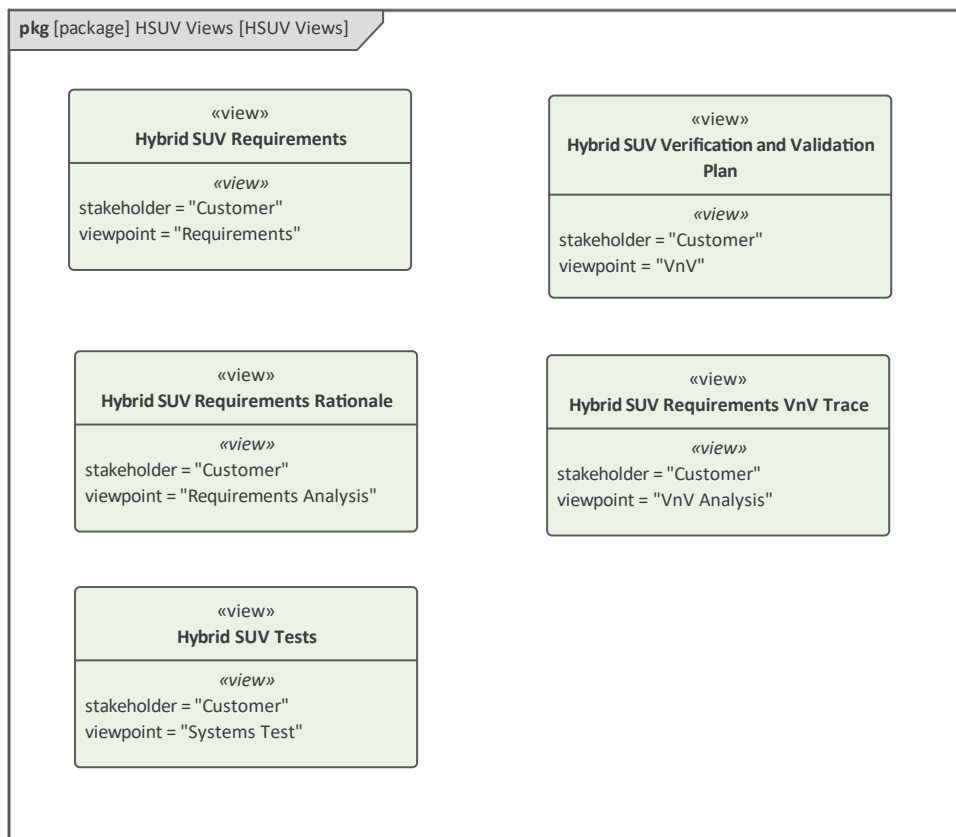 pkg [package] HSUV Views [HSUV Views]
«view»
Hybrid SUV Requirements
«view»
stakeholder = "Customer"
viewpoint = "Requirements"
«view»
Hybrid SUV Verification and Validation
Plan
«view»
stakeholder = "Customer"
viewpoint = "VnV"
«view»
Hybrid SUV Requirements Rationale
«view»
stakeholder = "Customer"
viewpoint = "Requirements Analysis"
«view»
Hybrid SUV Requirements VnV Trace
«view»
stakeholder = "Customer"
viewpoint = "VnV Analysis"
«view»
Hybrid SUV Tests
«view»
stakeholder = "Customer"
viewpoint = "Systems Test"